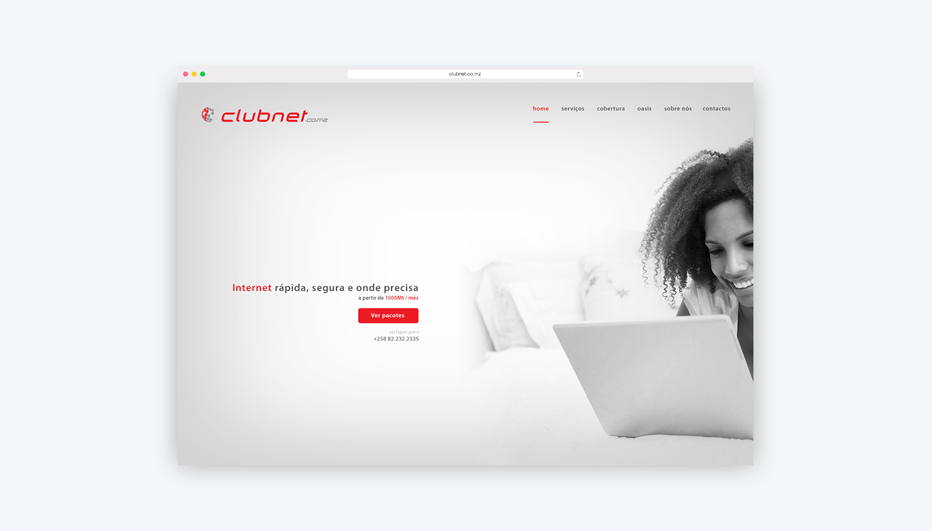 clubnet.co.mz
clubnet.co.mz
home serviços cobertura oasis sobre nós contactos
Internet rápida, segura e onde precisa
a partir de 1500Mt / mês
Ver pacotes
ou ligue para
+258 82 232 2335